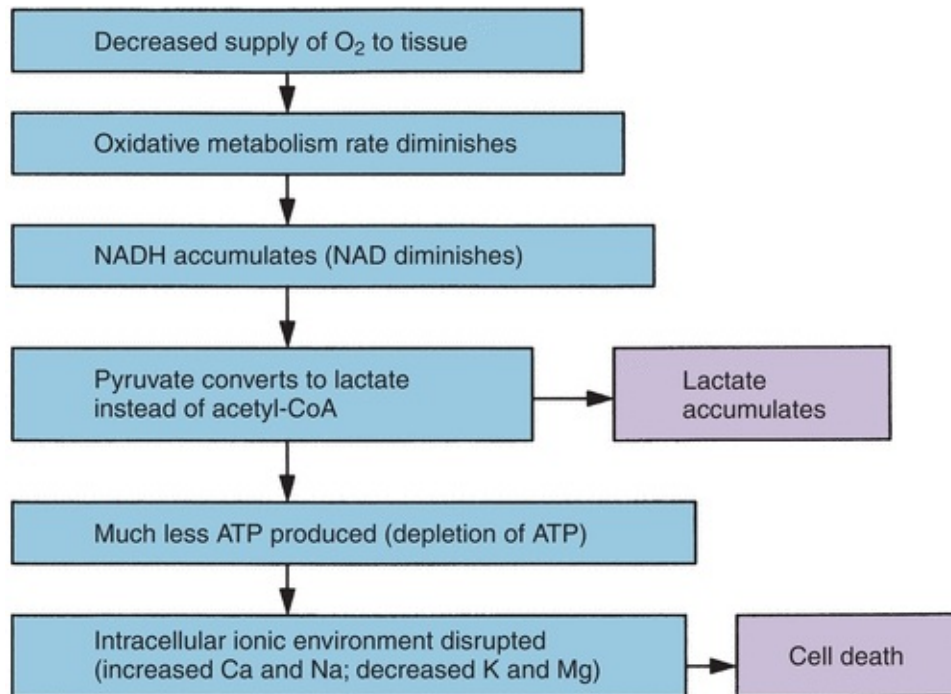 Decreased supply of O₂ to tissue
Oxidative metabolism rate diminishes
NADH accumulates (NAD diminishes)
Pyruvate converts to lactate
instead of acetyl-CoA
Lactate
accumulates
Much less ATP produced (depletion of ATP)
Intracellular ionic environment disrupted
(increased Ca and Na; decreased K and Mg)
Cell death